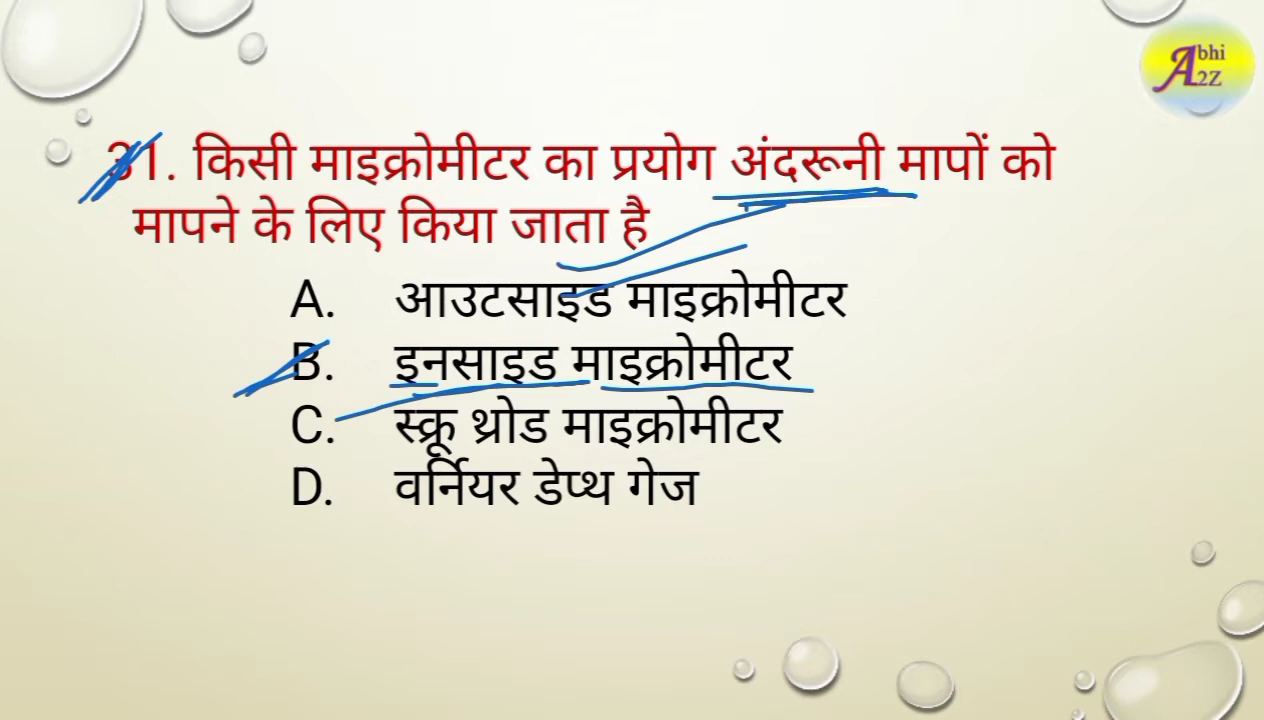 Abhi
A2Z
31. किसी माइक्रोमीटर का प्रयोग अंदरूनी मापों को
मापने के लिए किया जाता है
A. आउटसाइड माइक्रोमीटर
B. इनसाइड माइक्रोमीटर
C. स्क्रू थ्रोड माइक्रोमीटर
D. वर्नियर डेप्थ गेज